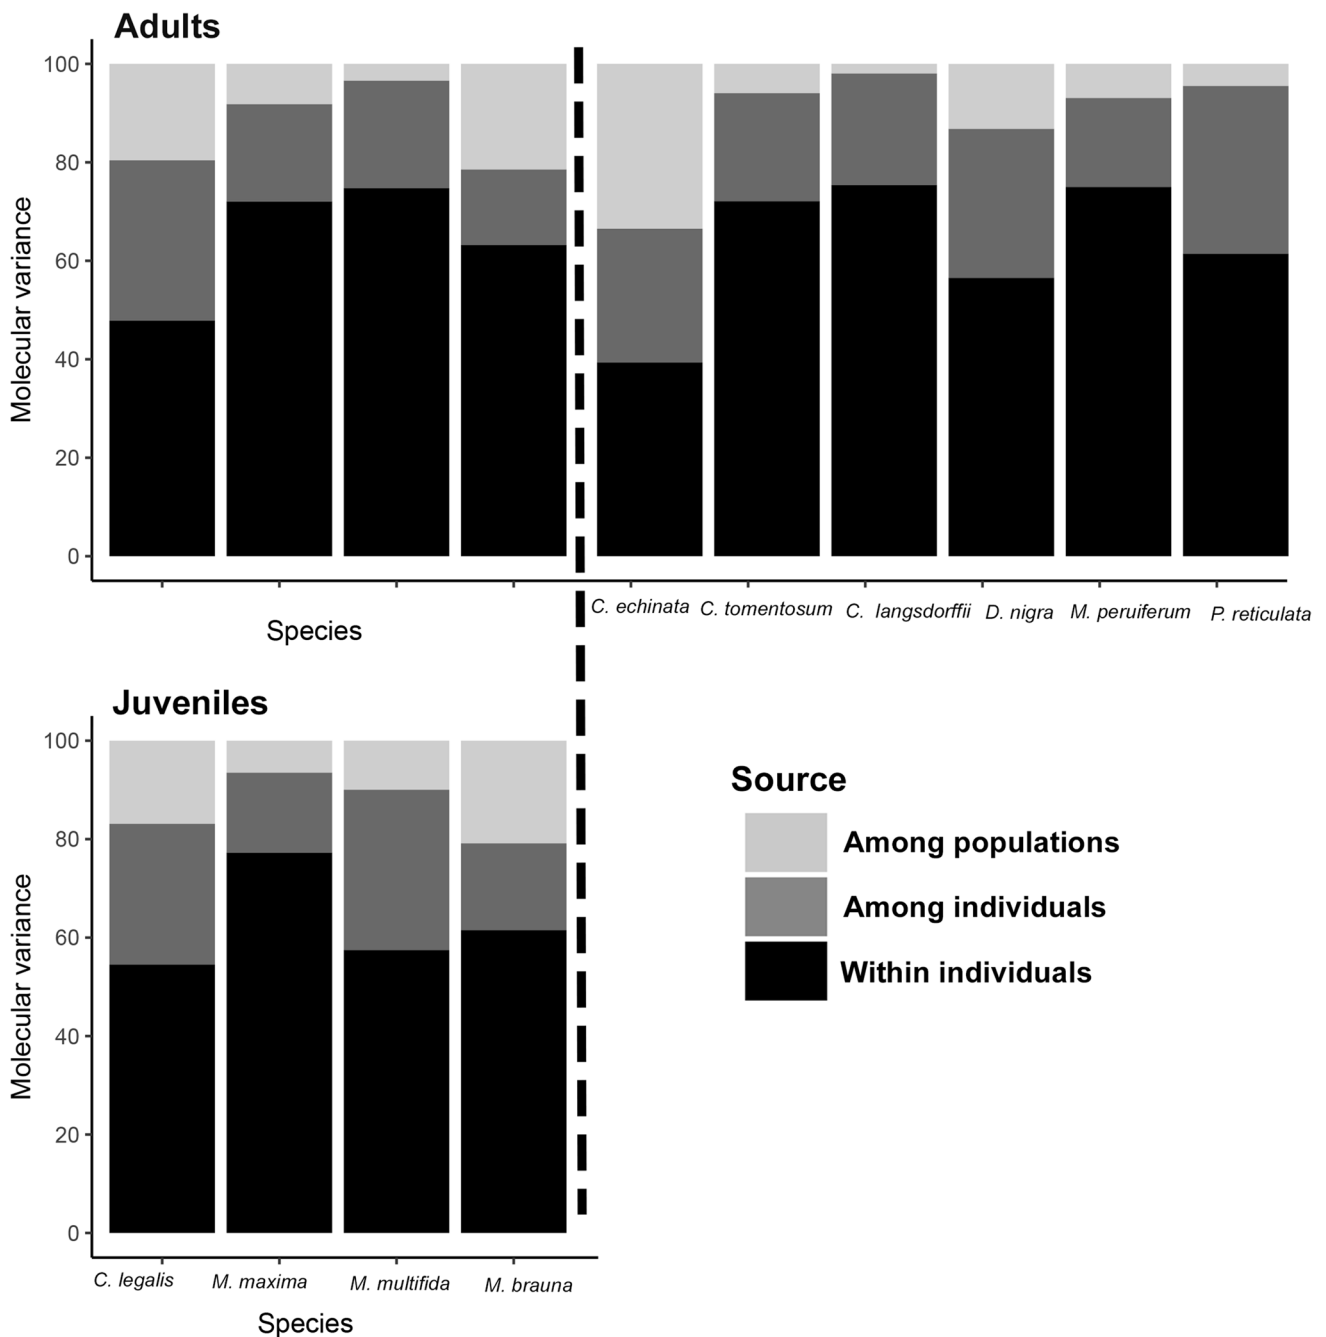 Adults
100
80
60
40
20
0
Molecular variance
C. echinata C. tomentosum C. langsdorffii D. nigra M. peruiferum P. reticulata
Species
Juveniles
100
80
60
40
20
0
Molecular variance
C. legalis M. maxima M. multifida M. brauna
Species
Source
Among populations
Among individuals
Within individuals